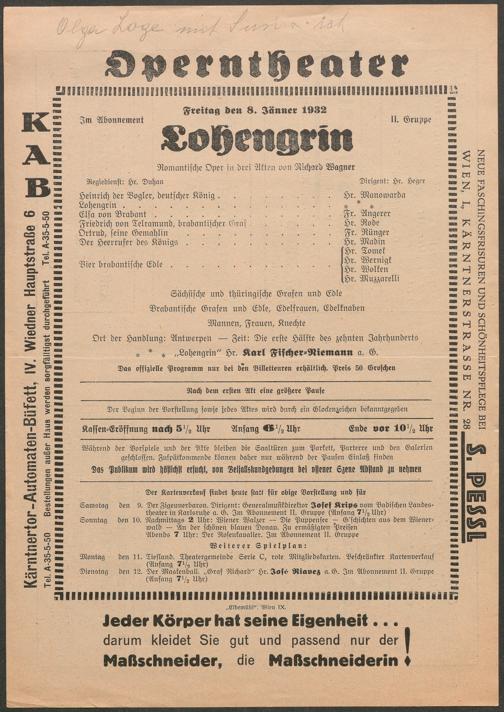 Olga Loge mit
Operntheater
Freitag den 8. Jänner 1932
Im Abonnement
II. Gruppe
Lohengrin
Romantische Oper in drei Akten von Richard Wagner
Regiedienst: Hr. Duhan
Dirigent: Hr. Heger
Heinrich der Vogler, deutscher König . . . . . . Hr. Manowarda
Lohengrin . . . . . . * * *
Elsa von Brabant . . . . . . Fr. Angerer
Friedrich von Telramund, brabantischer Graf . . . . . . Hr. Rode
Ortrud, seine Gemahlin . . . . . . Fr. Rünger
Der Heerrufer des Königs . . . . . . Hr. Madin
Vier brabantische Edle . . . . . . Hr. Tomek
Hr. Wernigk
Hr. Wolken
Hr. Muzzarelli
Sächsische und thüringische Grafen und Edle
Brabantische Grafen und Edle, Edelfrauen, Edelknaben
Mannen, Frauen, Knechte
Ort der Handlung: Antwerpen — Zeit: Die erste Hälfte des zehnten Jahrhunderts
* * * „Lohengrin“ Hr. Karl Fischer-Niemann a. G.
Das offizielle Programm nur bei den Billetteuren erhältlich. Preis 50 Groschen
Nach dem ersten Akt eine größere Pause
Der Beginn der Vorstellung sowie jedes Aktes wird durch ein Glockenzeichen bekanntgegeben
Kassen-Eröffnung nach 5½ Uhr Anfang 6½ Uhr Ende vor 10½ Uhr
Während der Vorspiele und der Akte bleiben die Saaltüren zum Parkett, Parterre und den Galerien
geschlossen. Zuspätkommende können daher nur während der Pausen Einlaß finden
Das Publikum wird höflichst ersucht, von Beifallskundgebungen bei offener Szene Abstand zu nehmen
Der Kartenverkauf findet heute statt für obige Vorstellung und für
Samstag den 9. Der Zigeunerbaron. Dirigent: Generalmusikdirektor Josef Krips vom Badischen Landes-
theater in Karlsruhe a. G. Im Abonnement II. Gruppe (Anfang 7½ Uhr)
Sonntag den 10. Nachmittags 2 Uhr: Wiener Walzer — Die Puppenfee — G'schichten aus dem Wiener-
wald — An der schönen blauen Donau. Zu ermäßigten Preisen
Abends 7 Uhr: Der Rosenkavalier. Im Abonnement II. Gruppe
Weiterer Spielplan:
Montag den 11. Tiefland. Theatergemeinde Serie C, rote Mitgliedskarten. Beschränkter Kartenverkauf
(Anfang 7½ Uhr)
Dienstag den 12. Der Maskenball. „Graf Richard“ Hr. José Riavez a. G. Im Abonnement II. Gruppe
(Anfang 7½ Uhr)
„Elbemühl“, Wien IX.
Jeder Körper hat seine Eigenheit . . .
darum kleidet Sie gut und passend nur der
Maßschneider, die Maßschneiderin !
KAB
Kärntnertor-Automaten-Büfett, IV. Wiedner Hauptstraße 6
Tel. A-35-5-50 Bestellungen außer Haus werden sorgfältigst durchgeführt Tel. A-35-5-50
NEUE FASCHINGSFRISUREN UND SCHÖNHEITSPFLEGE BEI
WIEN, I. KÄRNTNERSTRASSE NR. 28
S. PESSL